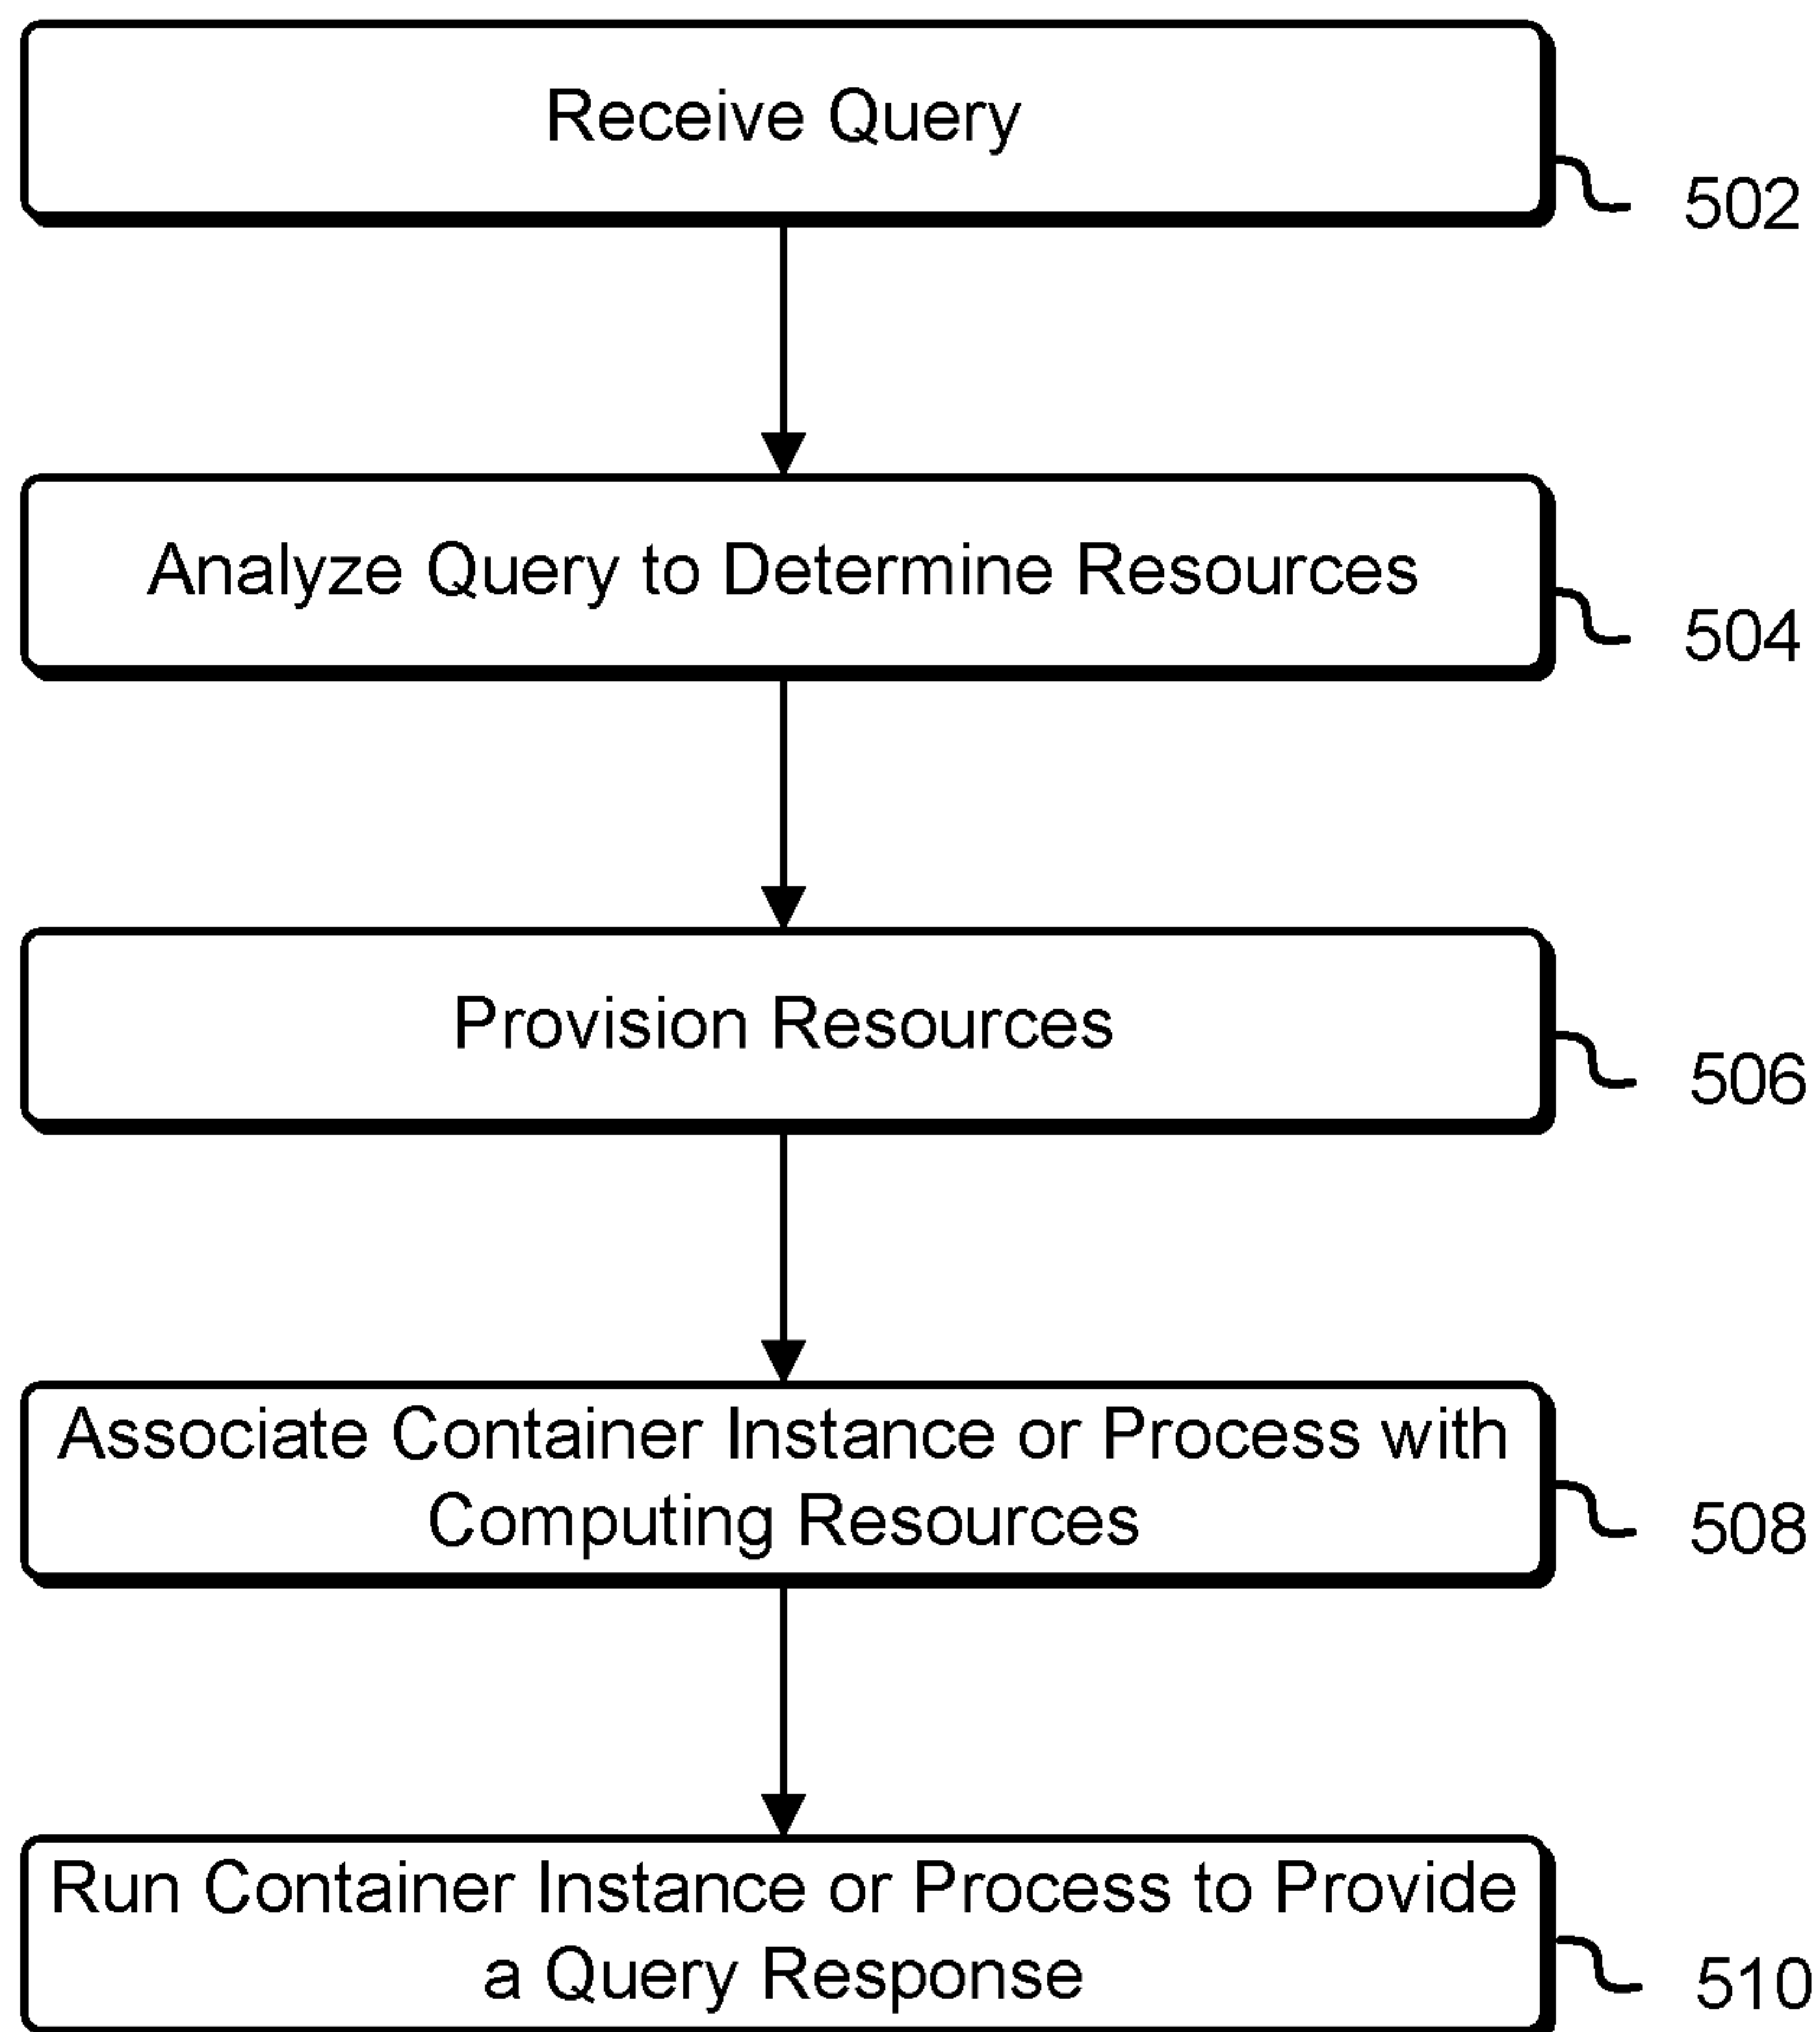 Receive Query
502
Analyze Query to Determine Resources
504
Provision Resources
506
Associate Container Instance or Process with
Computing Resources
508
Run Container Instance or Process to Provide
a Query Response
510